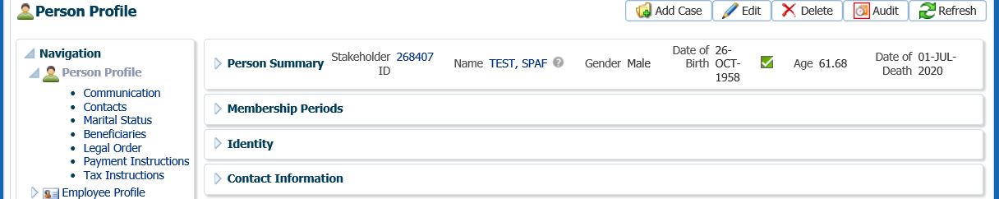 Person Profile
Add Case Edit Delete Audit Refresh
Navigation
Person Profile
Communication
Contacts
Marital Status
Beneficiaries
Legal Order
Payment Instructions
Tax Instructions
Employee Profile
Person Summary
Stakeholder ID 268407
Name TEST, SPAF
Gender Male
Date of Birth 26-OCT-1958
Age 61.68
Date of Death 01-JUL-2020
Membership Periods
Identity
Contact Information